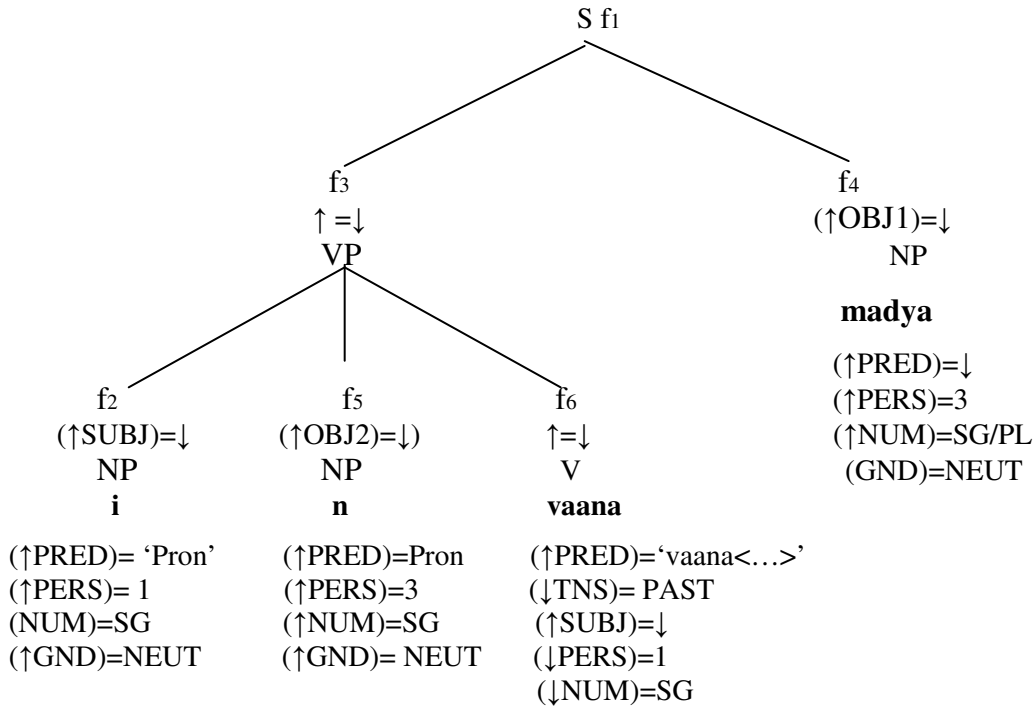 S f1
f3 f4
↑ =↓ (↑OBJ1)=↓
VP NP
madya
(↑PRED)=↓
f2 f5 f6 (↑PERS)=3
(↑SUBJ)=↓ (↑OBJ2)=↓) ↑=↓ (↑NUM)=SG/PL
NP NP V (GND)=NEUT
i n vaana
(↑PRED)= ‘Pron’ (↑PRED)=Pron (↑PRED)=‘vaana<…>’
(↑PERS)= 1 (↑PERS)=3 (↓TNS)= PAST
(NUM)=SG (↑NUM)=SG (↑SUBJ)=↓
(↑GND)=NEUT (↑GND)= NEUT (↓PERS)=1
(↓NUM)=SG